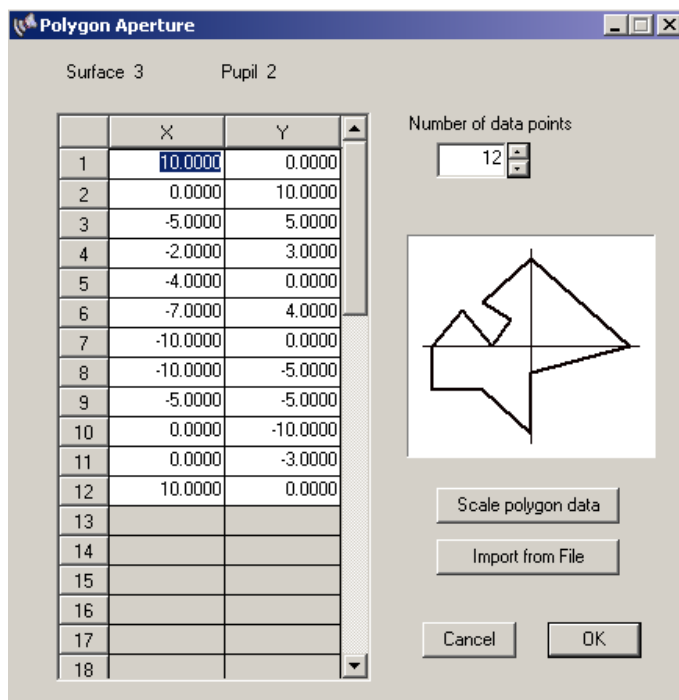 Polygon Aperture
Surface 3 Pupil 2
X Y
1 10.0000 0.0000
2 0.0000 10.0000
3 -5.0000 5.0000
4 -2.0000 3.0000
5 -4.0000 0.0000
6 -7.0000 4.0000
7 -10.0000 0.0000
8 -10.0000 -5.0000
9 -5.0000 -5.0000
10 0.0000 -10.0000
11 0.0000 -3.0000
12 10.0000 0.0000
13
14
15
16
17
18
Number of data points
12
Scale polygon data
Import from File
Cancel OK